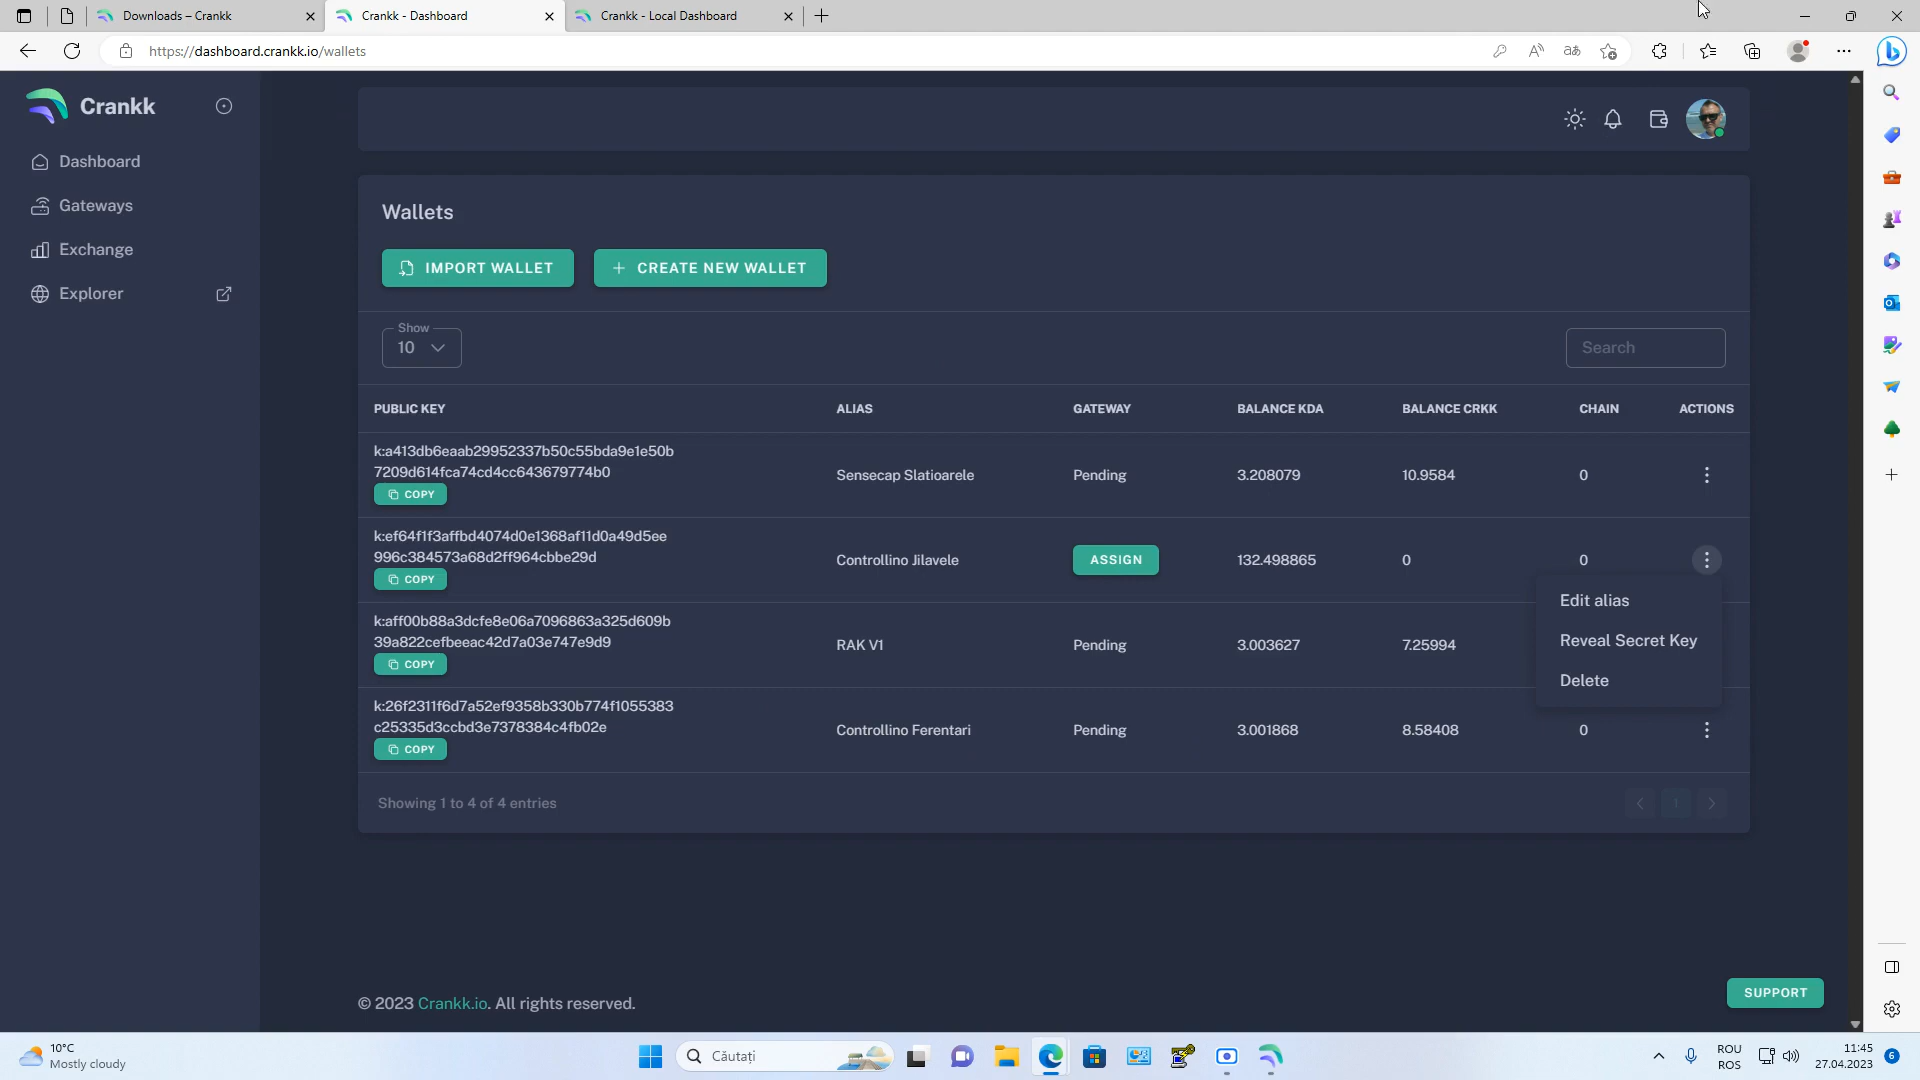 Downloads – Crankk
Crankk - Dashboard
Crankk - Local Dashboard
https://dashboard.crankk.io/wallets
Crankk
Dashboard
Gateways
Exchange
Explorer
Wallets
IMPORT WALLET
CREATE NEW WALLET
Show
10
Search
PUBLIC KEY ALIAS GATEWAY BALANCE KDA BALANCE CRKK CHAIN ACTIONS
k:a413db6eaab29952337b50c55bda9e1e50b
7209d614fca74cd4cc643679774b0
COPY
Sensecap Slatioarele Pending 3.208079 10.9584 0
k:ef64f1f3affbd4074d0e1368af11d0a49d5ee
996c384573a68d2ff964cbbe29d
COPY
Controllino Jilavele ASSIGN 132.498865 0 0
Edit alias
Reveal Secret Key
Delete
k:aff00b88a3dcfe8e06a7096863a325d609b
39a822cefbeeac42d7a03e747e9d9
COPY
RAK V1 Pending 3.003627 7.25994
k:26f2311f6d7a52ef9358b330b774f1055383
c25335d3ccbd3e7378384c4fb02e
COPY
Controllino Ferentari Pending 3.001868 8.58408 0
Showing 1 to 4 of 4 entries
1
© 2023 Crankk.io. All rights reserved.
SUPPORT
10°C
Mostly cloudy
Căutați
ROU
ROS
11:45
27.04.2023
6